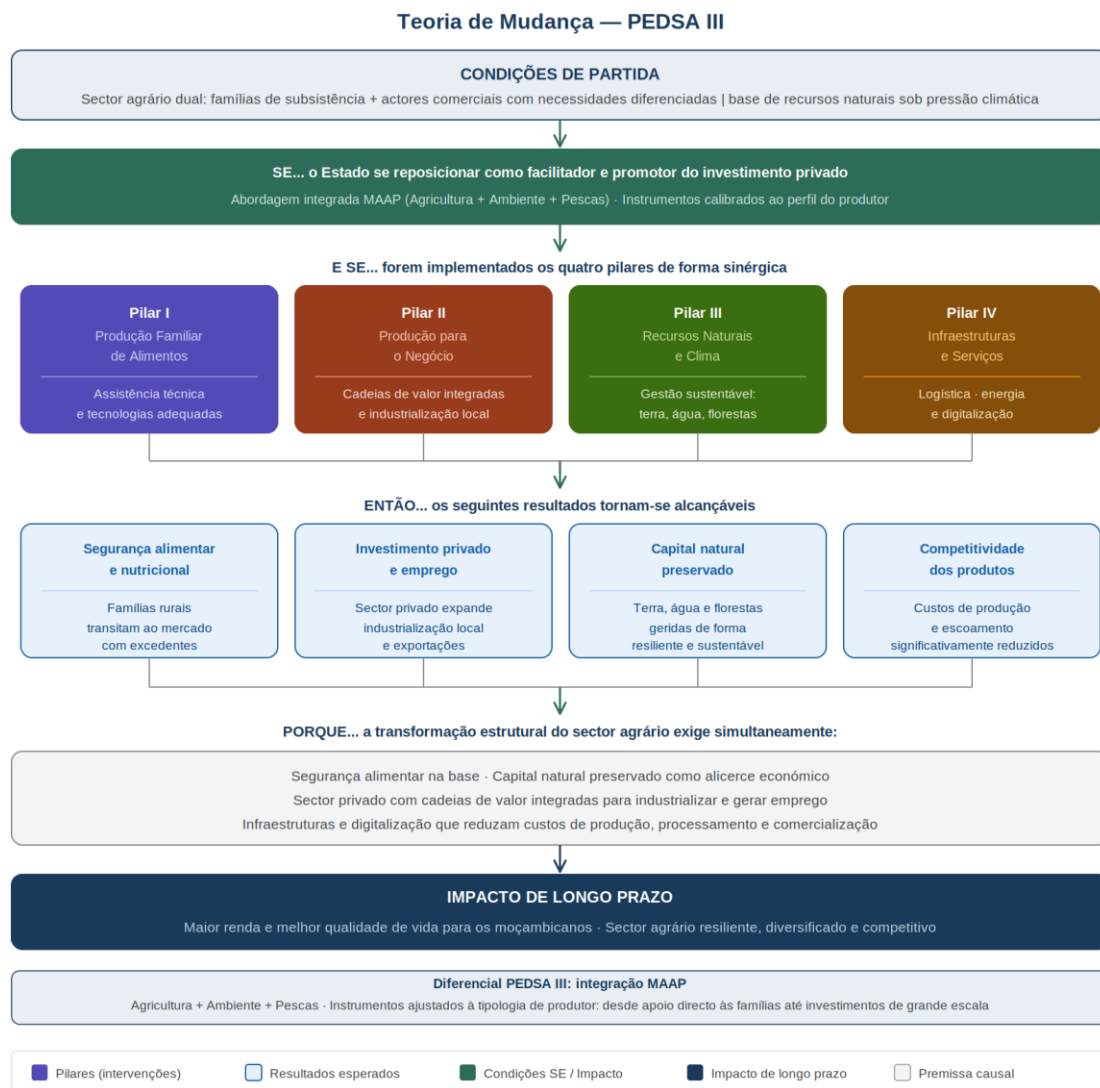 Teoria de Mudança — PEDSA III
CONDIÇÕES DE PARTIDA
Sector agrário dual: famílias de subsistência + actores comerciais com necessidades diferenciadas | base de recursos naturais sob pressão climática
SE... o Estado se reposicionar como facilitador e promotor do investimento privado
Abordagem integrada MAAP (Agricultura + Ambiente + Pescas) · Instrumentos calibrados ao perfil do produtor
E SE... forem implementados os quatro pilares de forma sinérgica
Pilar I
Produção Familiar
de Alimentos
Assistência técnica
e tecnologias adequadas
Pilar II
Produção para
o Negócio
Cadeias de valor integradas
e industrialização local
Pilar III
Recursos Naturais
e Clima
Gestão sustentável:
terra, água, florestas
Pilar IV
Infraestruturas
e Serviços
Logística · energia
e digitalização
ENTÃO... os seguintes resultados tornam-se alcançáveis
Segurança alimentar
e nutricional
Famílias rurais
transitam ao mercado
com excedentes
Investimento privado
e emprego
Sector privado expande
industrialização local
e exportações
Capital natural
preservado
Terra, água e florestas
geridas de forma
resiliente e sustentável
Competitividade
dos produtos
Custos de produção
e escoamento
significativamente reduzidos
PORQUE... a transformação estrutural do sector agrário exige simultaneamente:
Segurança alimentar na base · Capital natural preservado como alicerce económico
Sector privado com cadeias de valor integradas para industrializar e gerar emprego
Infraestruturas e digitalização que reduzam custos de produção, processamento e comercialização
IMPACTO DE LONGO PRAZO
Maior renda e melhor qualidade de vida para os moçambicanos · Sector agrário resiliente, diversificado e competitivo
Diferencial PEDSA III: integração MAAP
Agricultura + Ambiente + Pescas · Instrumentos ajustados à tipologia de produtor: desde apoio directo às famílias até investimentos de grande escala
Pilares (intervenções)
Resultados esperados
Condições SE / Impacto
Impacto de longo prazo
Premissa causal